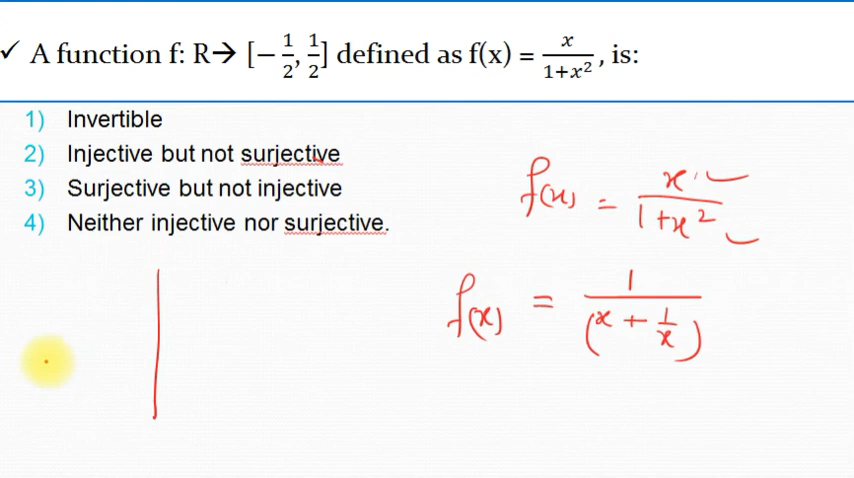 ✓ A function f: R→ [−1/2, 1/2] defined as f(x) = x/(1+x²) , is:
1) Invertible
2) Injective but not surjective
3) Surjective but not injective
4) Neither injective nor surjective.
f(x) = x/(1+x²)
f(x) = 1/(x + 1/x)